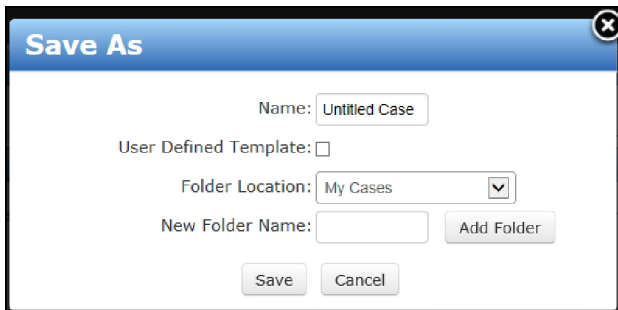 Save As
Name: Untitled Case
User Defined Template:
Folder Location: My Cases
New Folder Name: Add Folder
Save Cancel